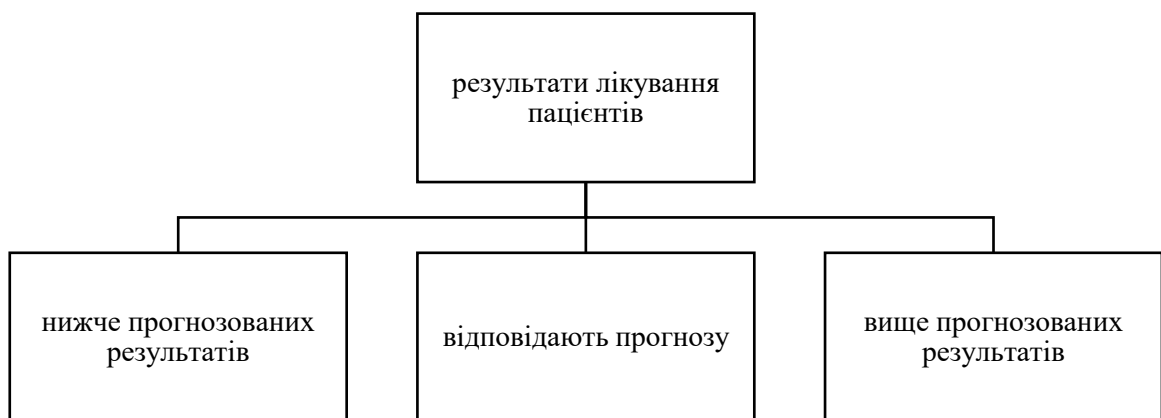 результати лікування
пацієнтів
нижче прогнозованих
результатів
відповідають прогнозу
вище прогнозованих
результатів